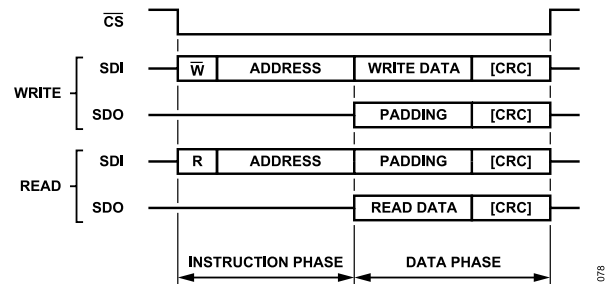 CS
SDI W ADDRESS WRITE DATA [CRC]
WRITE
SDO PADDING [CRC]
SDI R ADDRESS PADDING [CRC]
READ
SDO READ DATA [CRC]
INSTRUCTION PHASE DATA PHASE
078